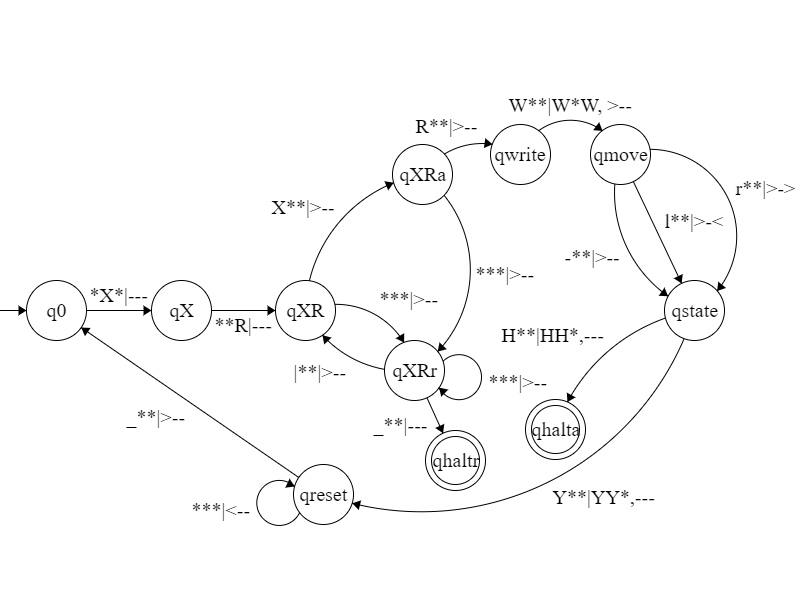 W**|W*W, >--
R**|>--
qwrite
qmove
qXRa
r**|>->
X**|>--
l**|>-<
-**|>--
***|>--
*X*|---
***|>--
q0
qX
qXR
qstate
**R|---
H**|HH*,---
|**|>--
qXRr
***|>--
_**|>--
_**|---
qhalta
qhaltr
qreset
Y**|YY*,---
***|<--